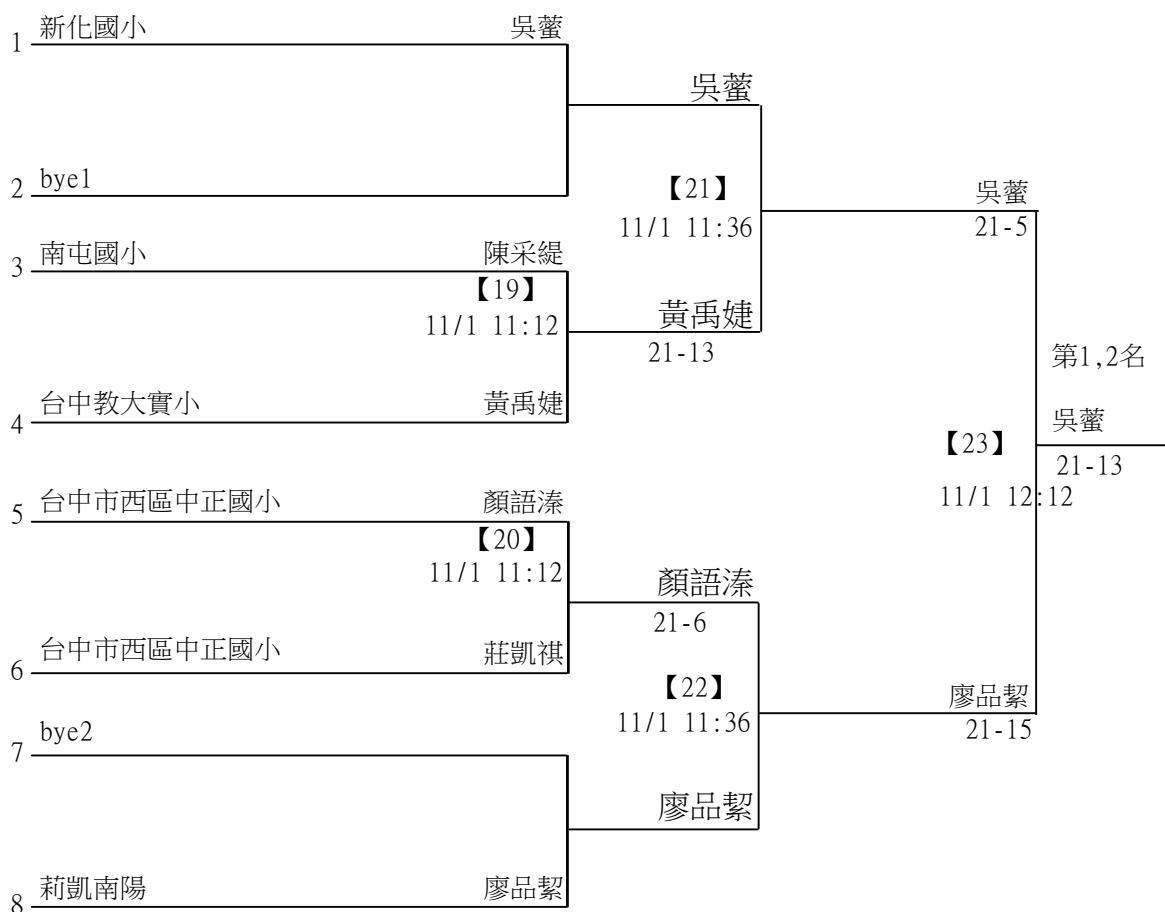 1 新化國小 吳蓳
吳蓳
2 bye1
【21】
11/1 11:36
吳蓳
21-5
3 南屯國小 陳采緹
【19】
11/1 11:12
黃禹婕
21-13
第1,2名
4 台中教大實小 黃禹婕
吳蓳
【23】
21-13
11/1 12:12
5 台中市西區中正國小 顏語溱
【20】
11/1 11:12
顏語溱
21-6
6 台中市西區中正國小 莊凱祺
【22】
11/1 11:36
廖品絜
21-15
7 bye2
廖品絜
8 莉凱南陽 廖品絜